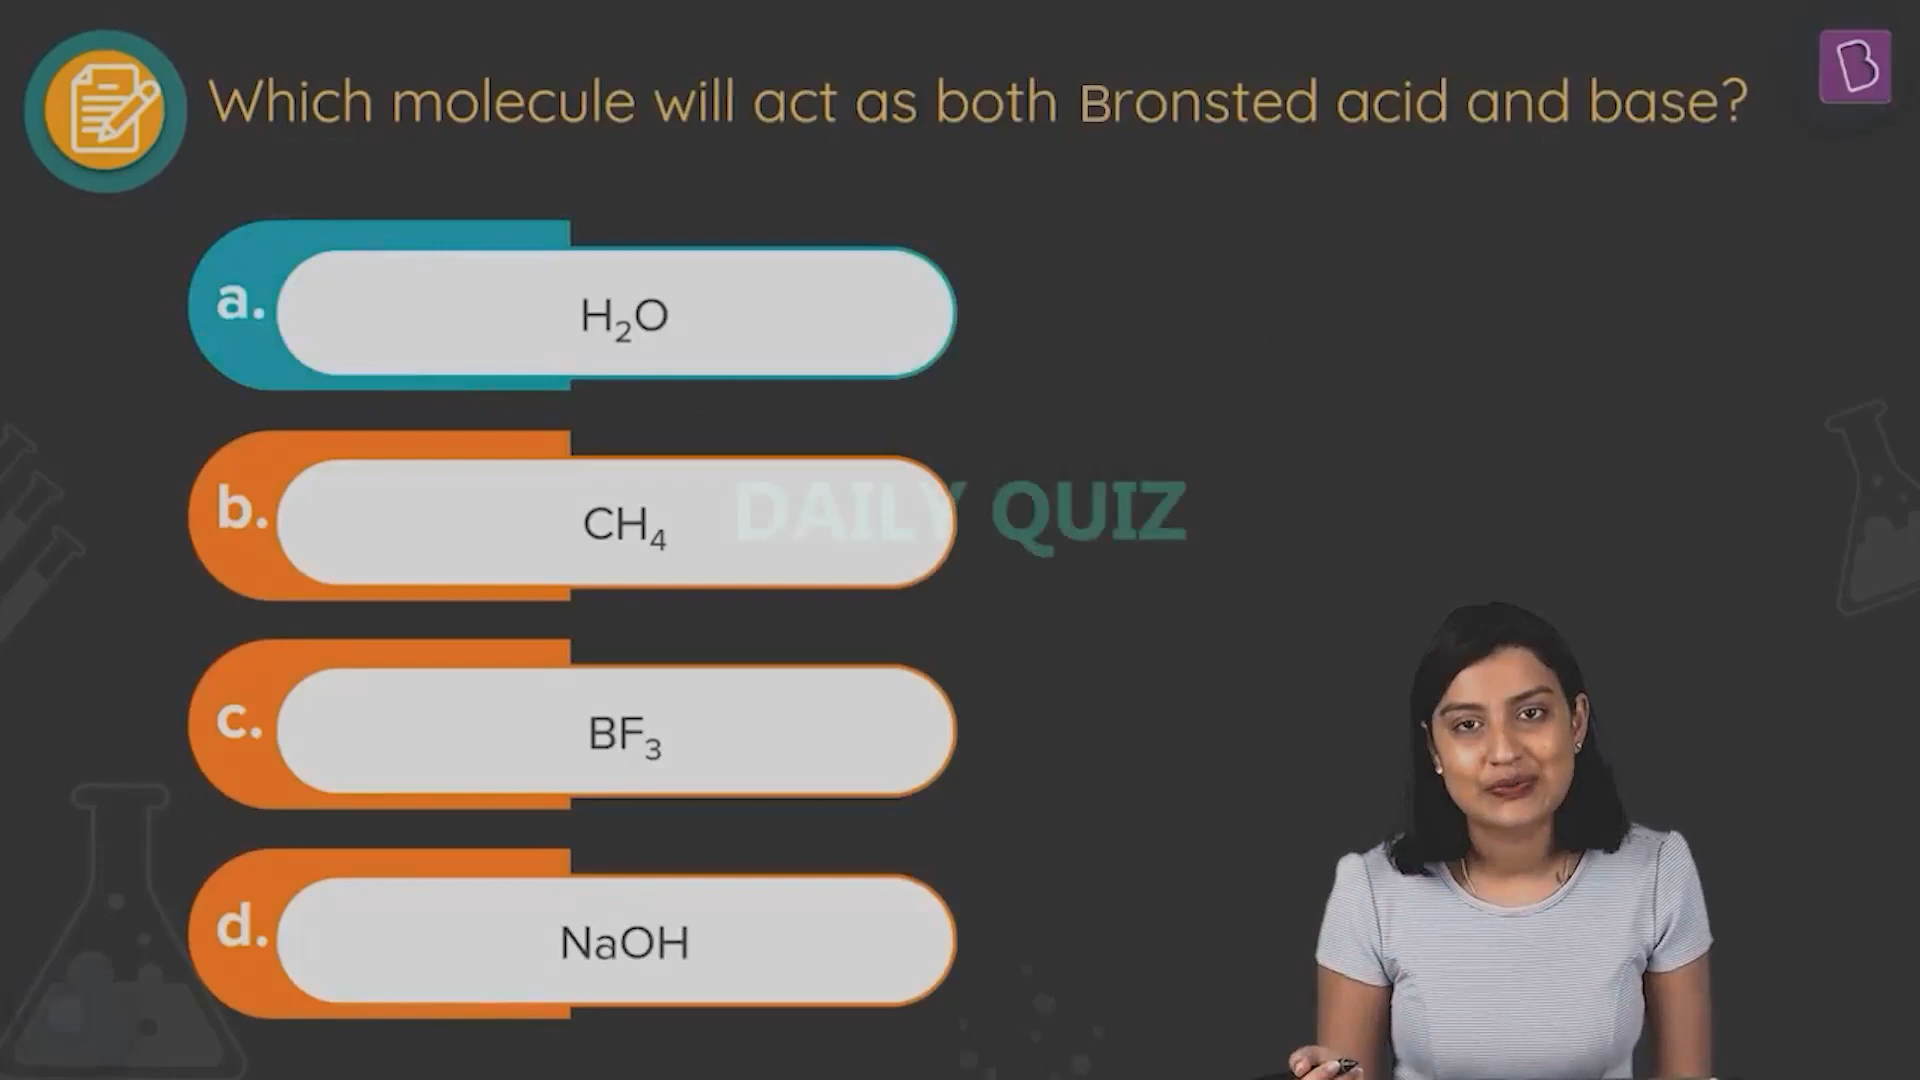 Which molecule will act as both Bronsted acid and base?
B
a. H₂O
b. CH₄
DAILY QUIZ
c. BF₃
d. NaOH